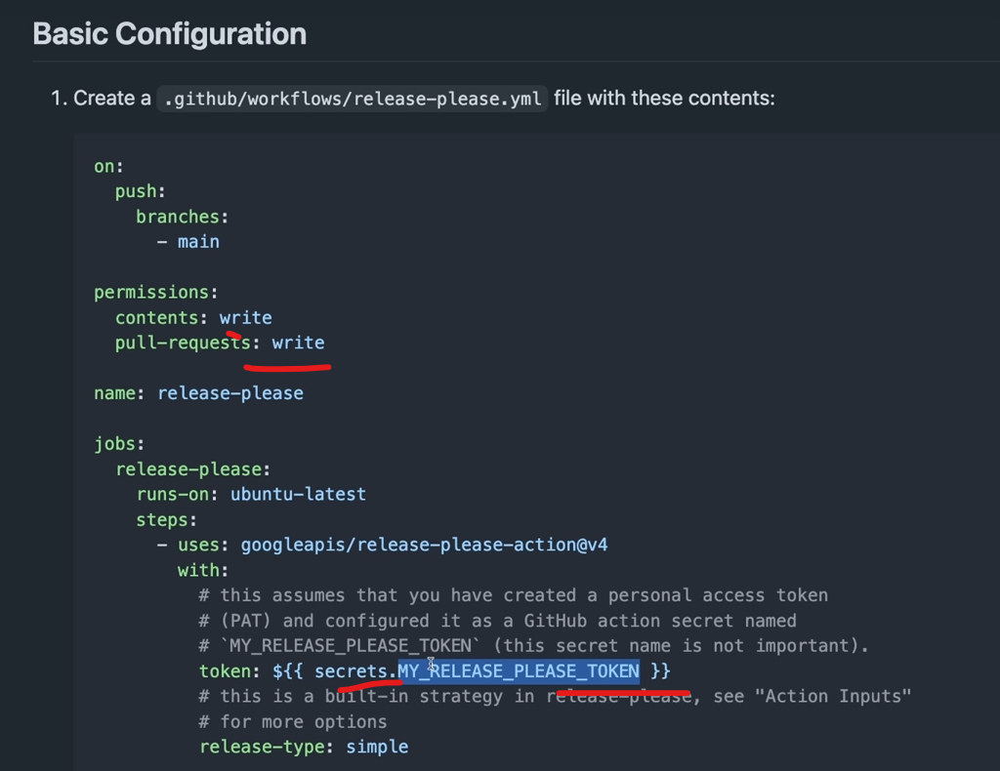 Basic Configuration
1. Create a .github/workflows/release-please.yml file with these contents:
on:
  push:
    branches:
      - main
permissions:
  contents: write
  pull-requests: write
name: release-please
jobs:
  release-please:
    runs-on: ubuntu-latest
    steps:
      - uses: googleapis/release-please-action@v4
        with:
          # this assumes that you have created a personal access token
          # (PAT) and configured it as a GitHub action secret named
          # `MY_RELEASE_PLEASE_TOKEN` (this secret name is not important).
          token: ${{ secrets.MY_RELEASE_PLEASE_TOKEN }}
          # this is a built-in strategy in release-please, see "Action Inputs"
          # for more options
          release-type: simple